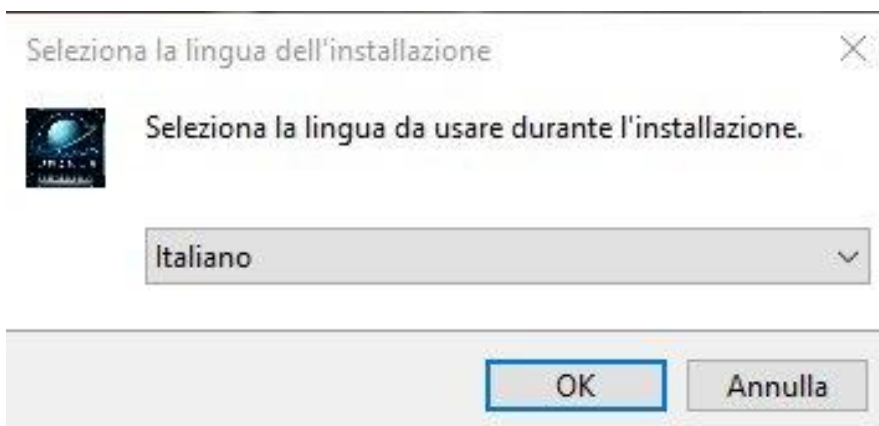 Seleziona la lingua dell'installazione
Seleziona la lingua da usare durante l'installazione.
Italiano
OK
Annulla